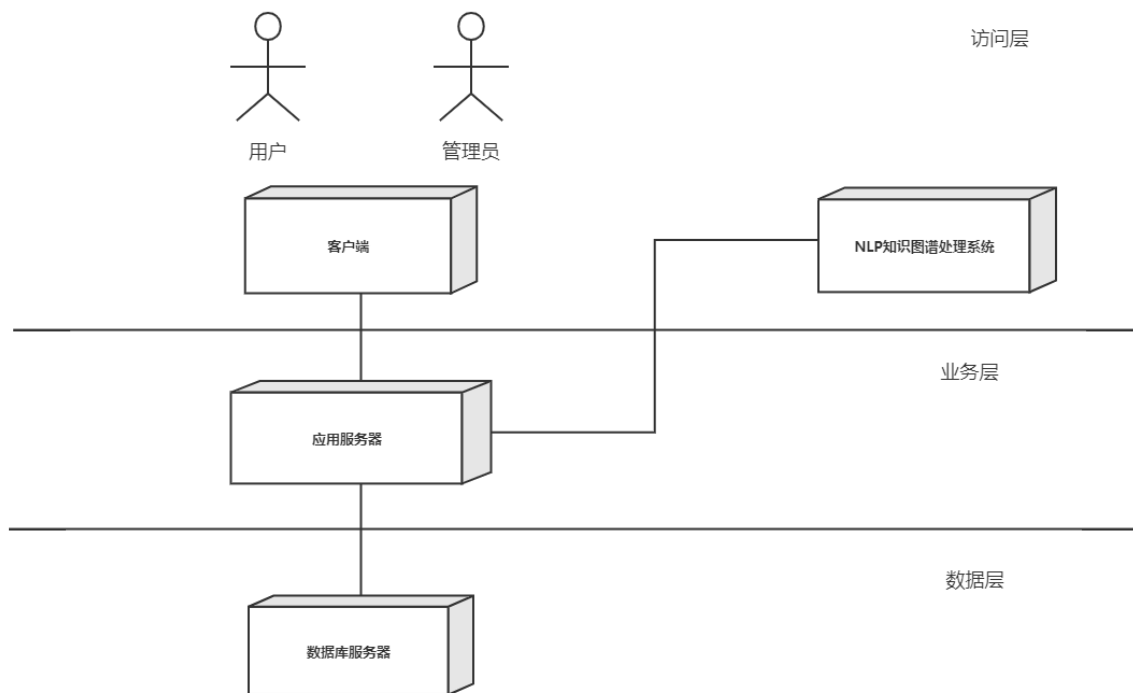 访问层
用户
管理员
客户端
NLP知识图谱处理系统
业务层
应用服务器
数据层
数据库服务器